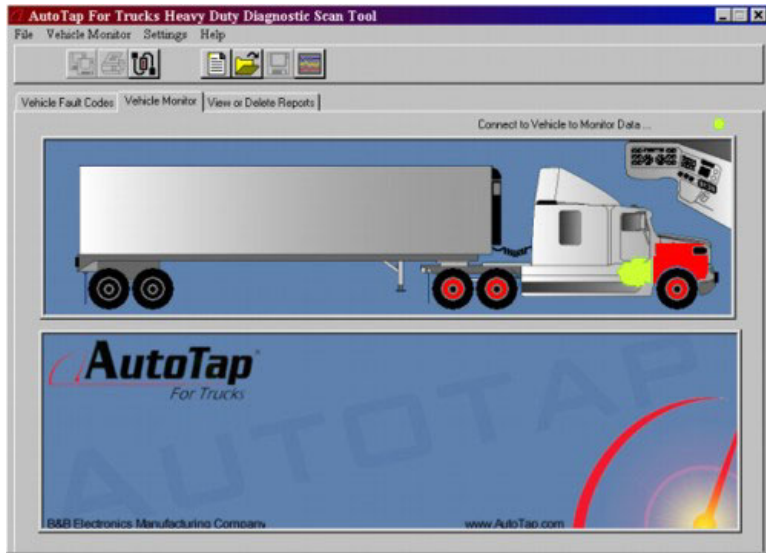 AutoTap For Trucks Heavy Duty Diagnostic Scan Tool
File Vehicle Monitor Settings Help
Vehicle Fault Codes Vehicle Monitor View or Delete Reports
Connect to Vehicle to Monitor Data ...
AutoTap
For Trucks
AUTOTAP
B&B Electronics Manufacturing Company
www.AutoTap.com